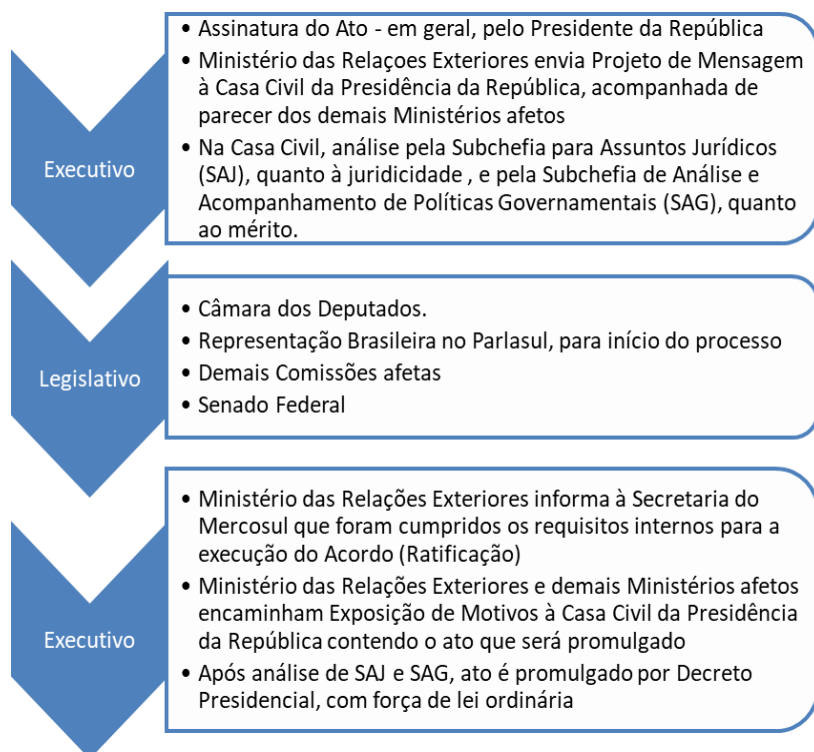 Executivo
• Assinatura do Ato - em geral, pelo Presidente da República
• Ministério das Relaçoes Exteriores envia Projeto de Mensagem
à Casa Civil da Presidência da República, acompanhada de
parecer dos demais Ministérios afetos
• Na Casa Civil, análise pela Subchefia para Assuntos Jurídicos
(SAJ), quanto à juridicidade , e pela Subchefia de Análise e
Acompanhamento de Políticas Governamentais (SAG), quanto
ao mérito.
Legislativo
• Câmara dos Deputados.
• Representação Brasileira no Parlasul, para início do processo
• Demais Comissões afetas
• Senado Federal
Executivo
• Ministério das Relações Exteriores informa à Secretaria do
Mercosul que foram cumpridos os requisitos internos para a
execução do Acordo (Ratificação)
• Ministério das Relações Exteriores e demais Ministérios afetos
encaminham Exposição de Motivos à Casa Civil da Presidência
da República contendo o ato que será promulgado
• Após análise de SAJ e SAG, ato é promulgado por Decreto
Presidencial, com força de lei ordinária